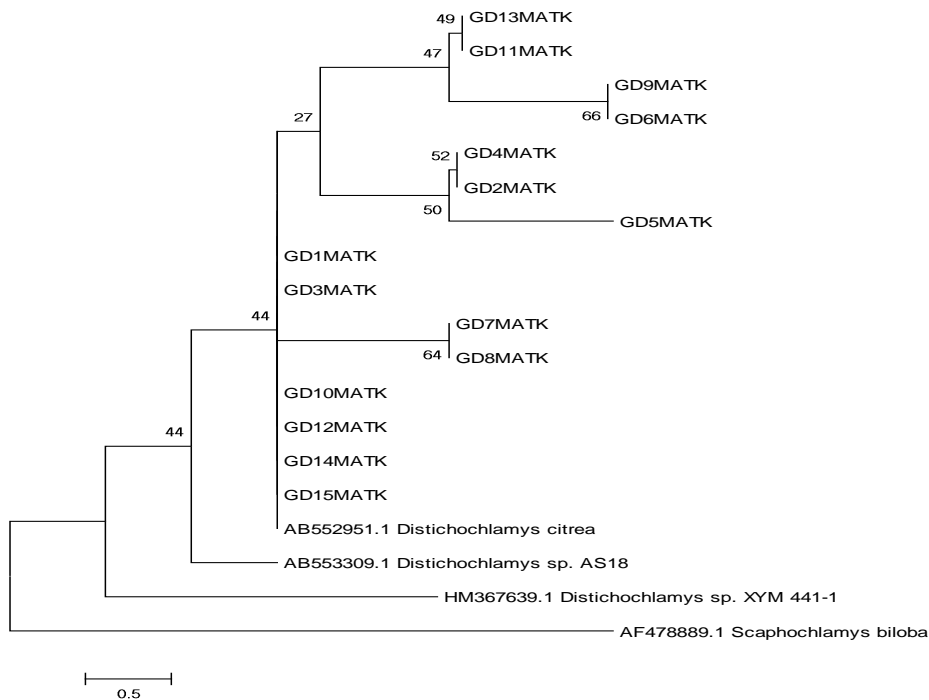 49
GD13MATK
47
GD11MATK
GD9MATK
66
GD6MATK
27
52
GD4MATK
GD2MATK
50
GD5MATK
GD1MATK
GD3MATK
44
GD7MATK
64
GD8MATK
GD10MATK
GD12MATK
44
GD14MATK
GD15MATK
AB552951.1 Distichochlamys citrea
AB553309.1 Distichochlamys sp. AS18
HM367639.1 Distichochlamys sp. XYM 441-1
AF478889.1 Scaphochlamys biloba
0.5